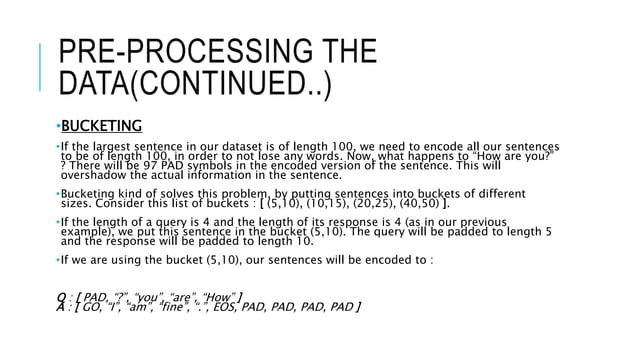 PRE-PROCESSING THE
DATA(CONTINUED..)
•BUCKETING
•If the largest sentence in our dataset is of length 100, we need to encode all our sentences
to be of length 100, in order to not lose any words. Now, what happens to “How are you?”
? There will be 97 PAD symbols in the encoded version of the sentence. This will
overshadow the actual information in the sentence.
•Bucketing kind of solves this problem, by putting sentences into buckets of different
sizes. Consider this list of buckets : [ (5,10), (10,15), (20,25), (40,50) ].
•If the length of a query is 4 and the length of its response is 4 (as in our previous
example), we put this sentence in the bucket (5,10). The query will be padded to length 5
and the response will be padded to length 10.
•If we are using the bucket (5,10), our sentences will be encoded to :
Q : [ PAD, “?”, “you”, “are”, “How” ]
A : [ GO, “I”, “am”, “fine”, “.”, EOS, PAD, PAD, PAD, PAD ]